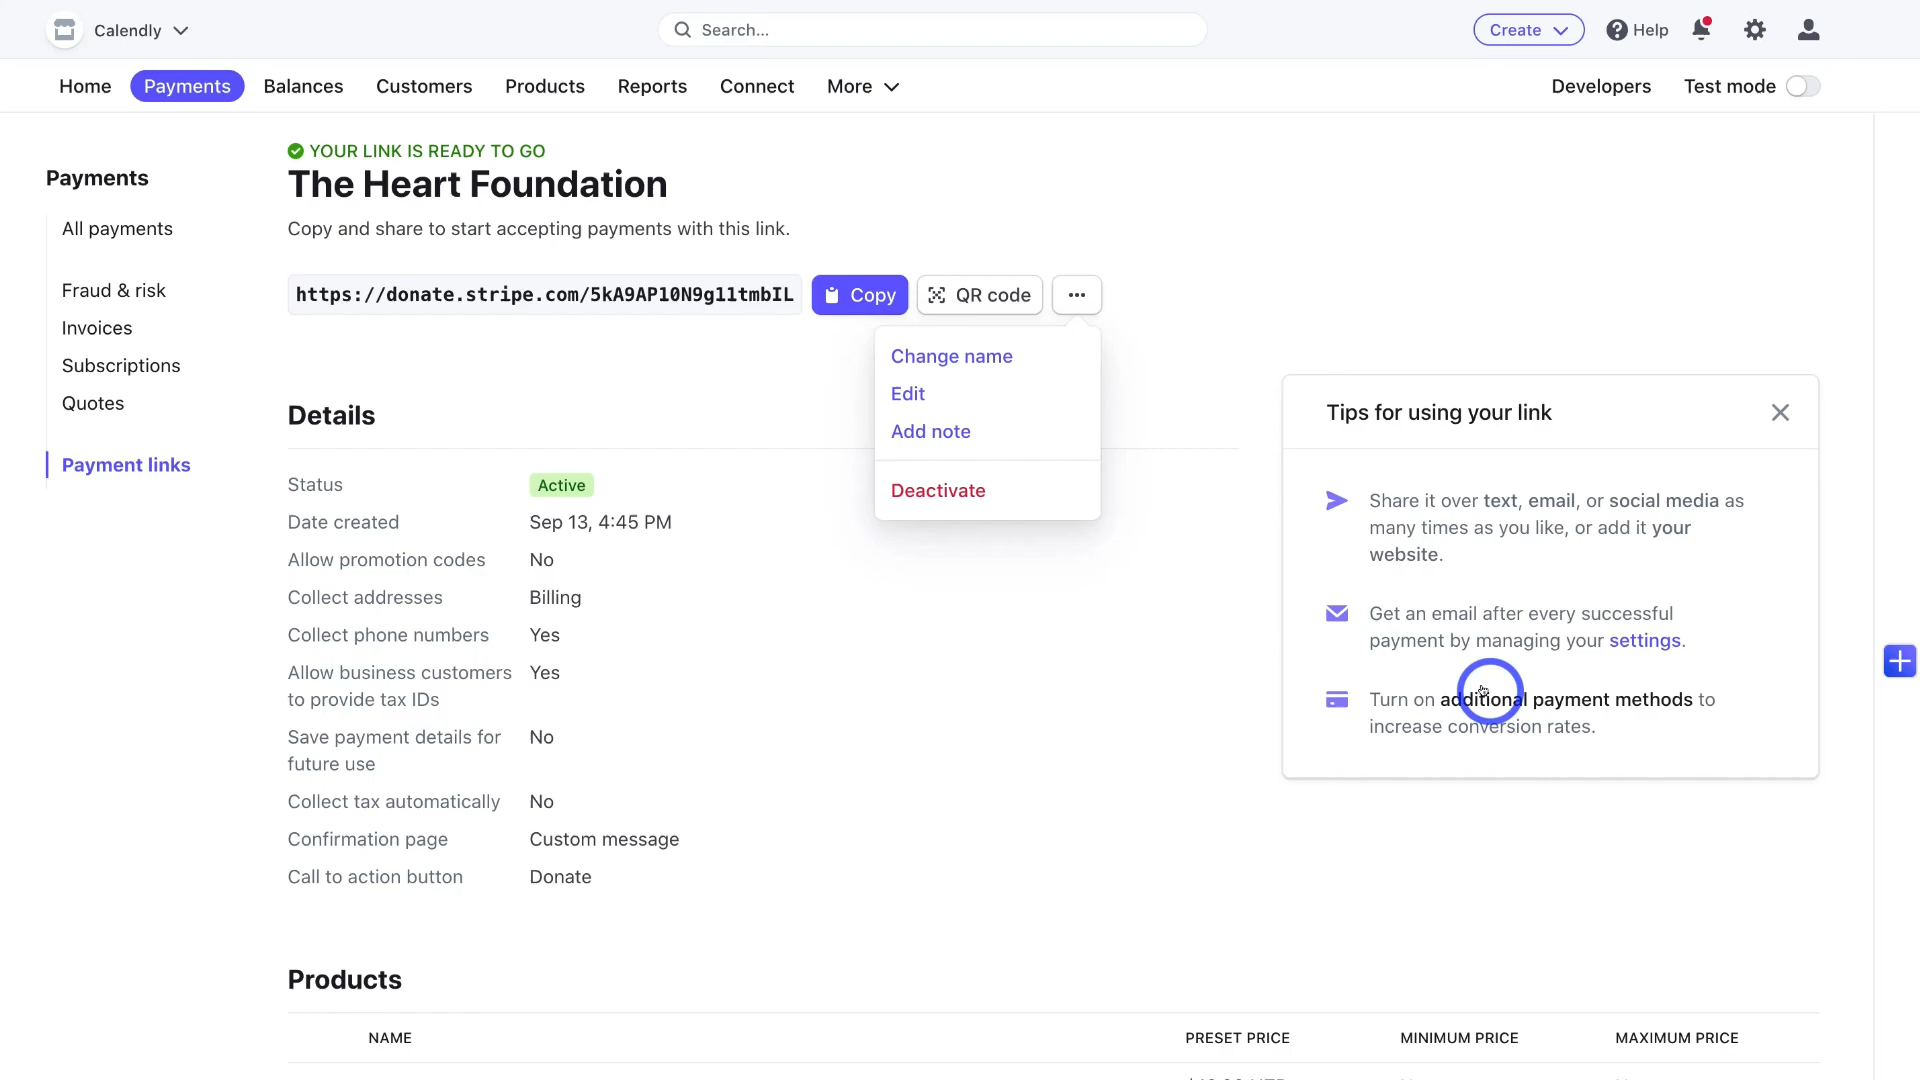 Calendly
Search...
Create
Help
Home
Payments
Balances
Customers
Products
Reports
Connect
More
Developers
Test mode
Payments
All payments
Fraud & risk
Invoices
Subscriptions
Quotes
Payment links
YOUR LINK IS READY TO GO
The Heart Foundation
Copy and share to start accepting payments with this link.
https://donate.stripe.com/5kA9AP10N9g11tmbIL
Copy
QR code
Change name
Edit
Add note
Deactivate
Details
Status Active
Date created Sep 13, 4:45 PM
Allow promotion codes No
Collect addresses Billing
Collect phone numbers Yes
Allow business customers Yes
to provide tax IDs
Save payment details for No
future use
Collect tax automatically No
Confirmation page Custom message
Call to action button Donate
Tips for using your link
Share it over text, email, or social media as
many times as you like, or add it your
website.
Get an email after every successful
payment by managing your settings.
Turn on additional payment methods to
increase conversion rates.
Products
NAME
PRESET PRICE
MINIMUM PRICE
MAXIMUM PRICE